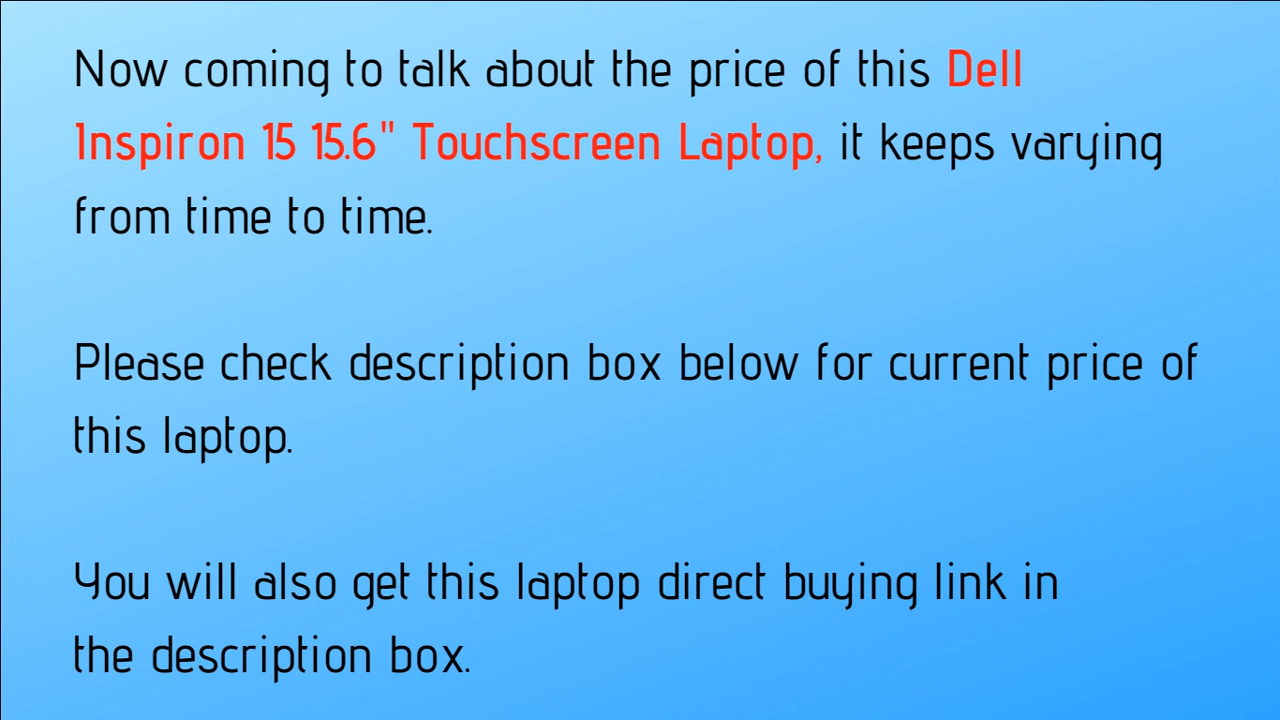 Now coming to talk about the price of this Dell
Inspiron 15 15.6" Touchscreen Laptop, it keeps varying
from time to time.
Please check description box below for current price of
this laptop.
You will also get this laptop direct buying link in
the description box.